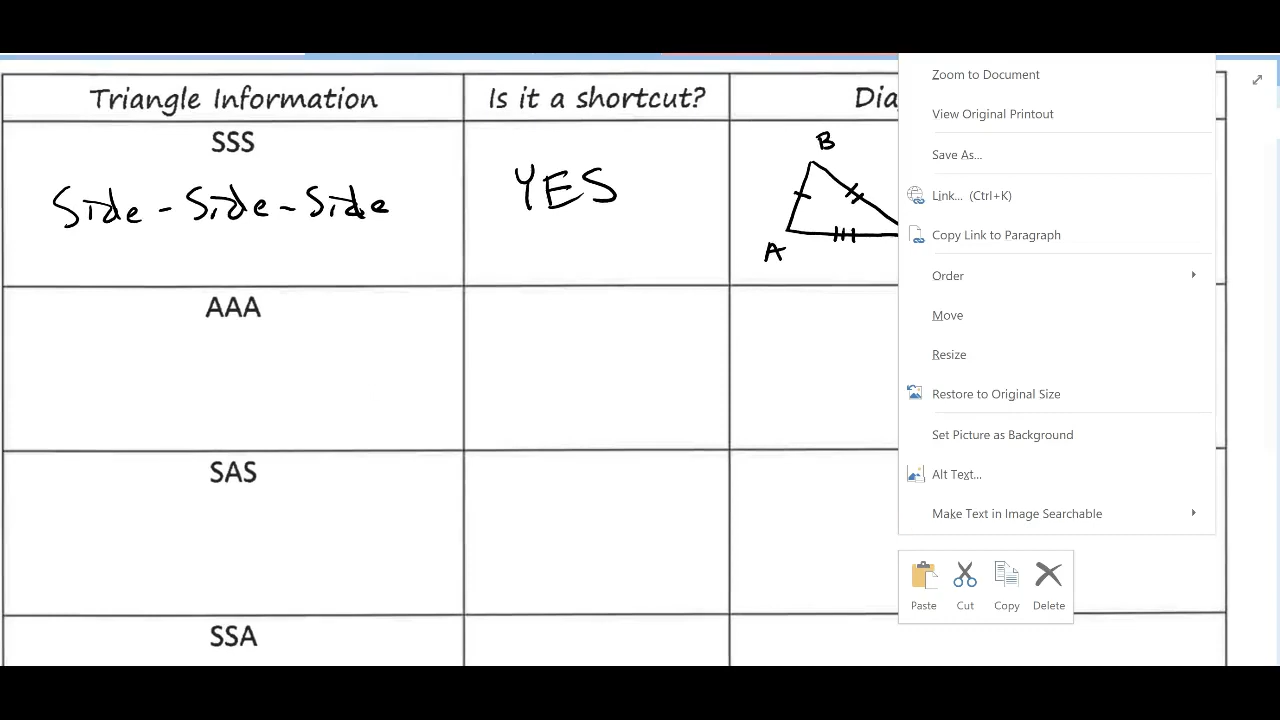 Triangle Information
Is it a shortcut?
Dia
SSS
Side - Side - Side
YES
B
A
AAA
SAS
SSA
Zoom to Document
View Original Printout
Save As...
Link... (Ctrl+K)
Copy Link to Paragraph
Order
Move
Resize
Restore to Original Size
Set Picture as Background
Alt Text...
Make Text in Image Searchable
Paste
Cut
Copy
Delete